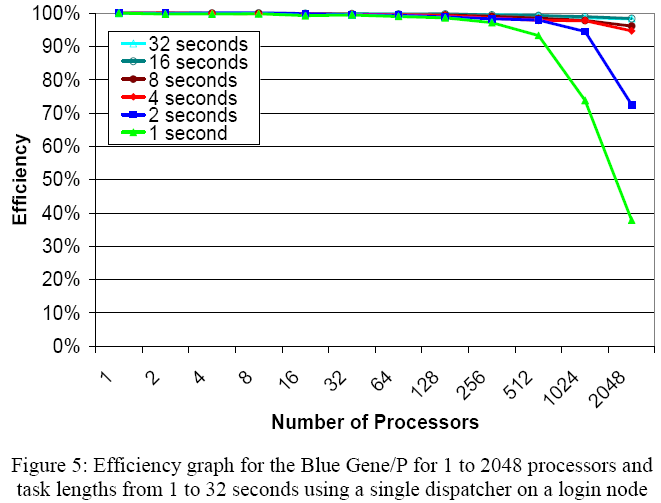 100%
90%
80%
70%
60%
50%
40%
30%
20%
10%
0%
Efficiency
32 seconds
16 seconds
8 seconds
4 seconds
2 seconds
1 second
1 2 4 8 16 32 64 128 256 512 1024 2048
Number of Processors
Figure 5: Efficiency graph for the Blue Gene/P for 1 to 2048 processors and
task lengths from 1 to 32 seconds using a single dispatcher on a login node